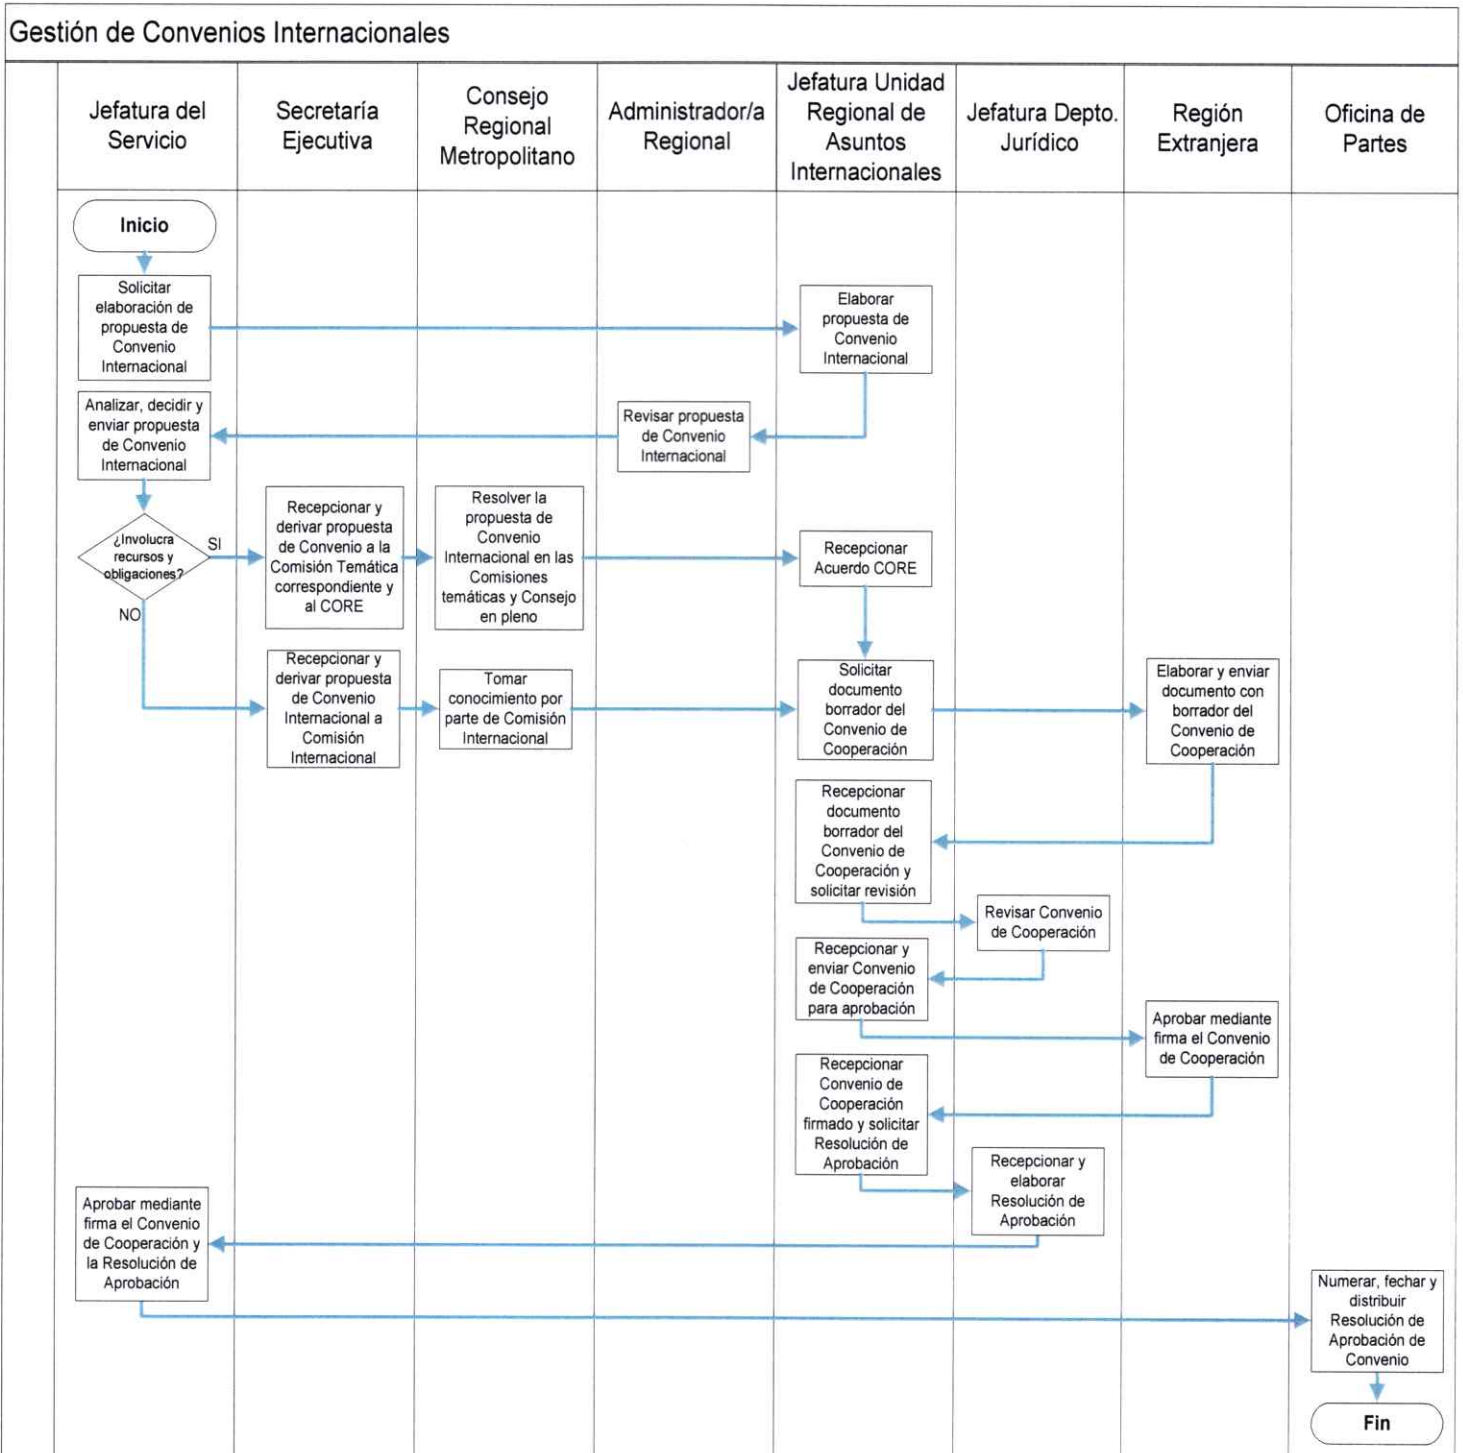 Gestión de Convenios Internacionales
Jefatura del
Servicio
Secretaría
Ejecutiva
Consejo
Regional
Metropolitano
Administrador/a
Regional
Jefatura Unidad
Regional de
Asuntos
Internacionales
Jefatura Depto.
Jurídico
Región
Extranjera
Oficina de
Partes
Inicio
Solicitar
elaboración de
propuesta de
Convenio
Internacional
Elaborar
propuesta de
Convenio
Internacional
Revisar propuesta
de Convenio
Internacional
Analizar, decidir y
enviar propuesta
de Convenio
Internacional
¿Involucra
recursos y
obligaciones?
SI
NO
Recepcionar y
derivar propuesta
de Convenio a la
Comisión Temática
correspondiente y
al CORE
Resolver la
propuesta de
Convenio
Internacional en las
Comisiones
temáticas y Consejo
en pleno
Recepcionar
Acuerdo CORE
Recepcionar y
derivar propuesta
de Convenio
Internacional a
Comisión
Internacional
Tomar
conocimiento por
parte de Comisión
Internacional
Solicitar
documento
borrador del
Convenio de
Cooperación
Elaborar y enviar
documento con
borrador del
Convenio de
Cooperación
Recepcionar
documento
borrador del
Convenio de
Cooperación y
solicitar revisión
Revisar Convenio
de Cooperación
Recepcionar y
enviar Convenio
de Cooperación
para aprobación
Aprobar mediante
firma el Convenio
de Cooperación
Recepcionar
Convenio de
Cooperación
firmado y solicitar
Resolución de
Aprobación
Recepcionar y
elaborar
Resolución de
Aprobación
Aprobar mediante
firma el Convenio
de Cooperación y
la Resolución de
Aprobación
Numerar, fechar y
distribuir
Resolución de
Aprobación de
Convenio
Fin